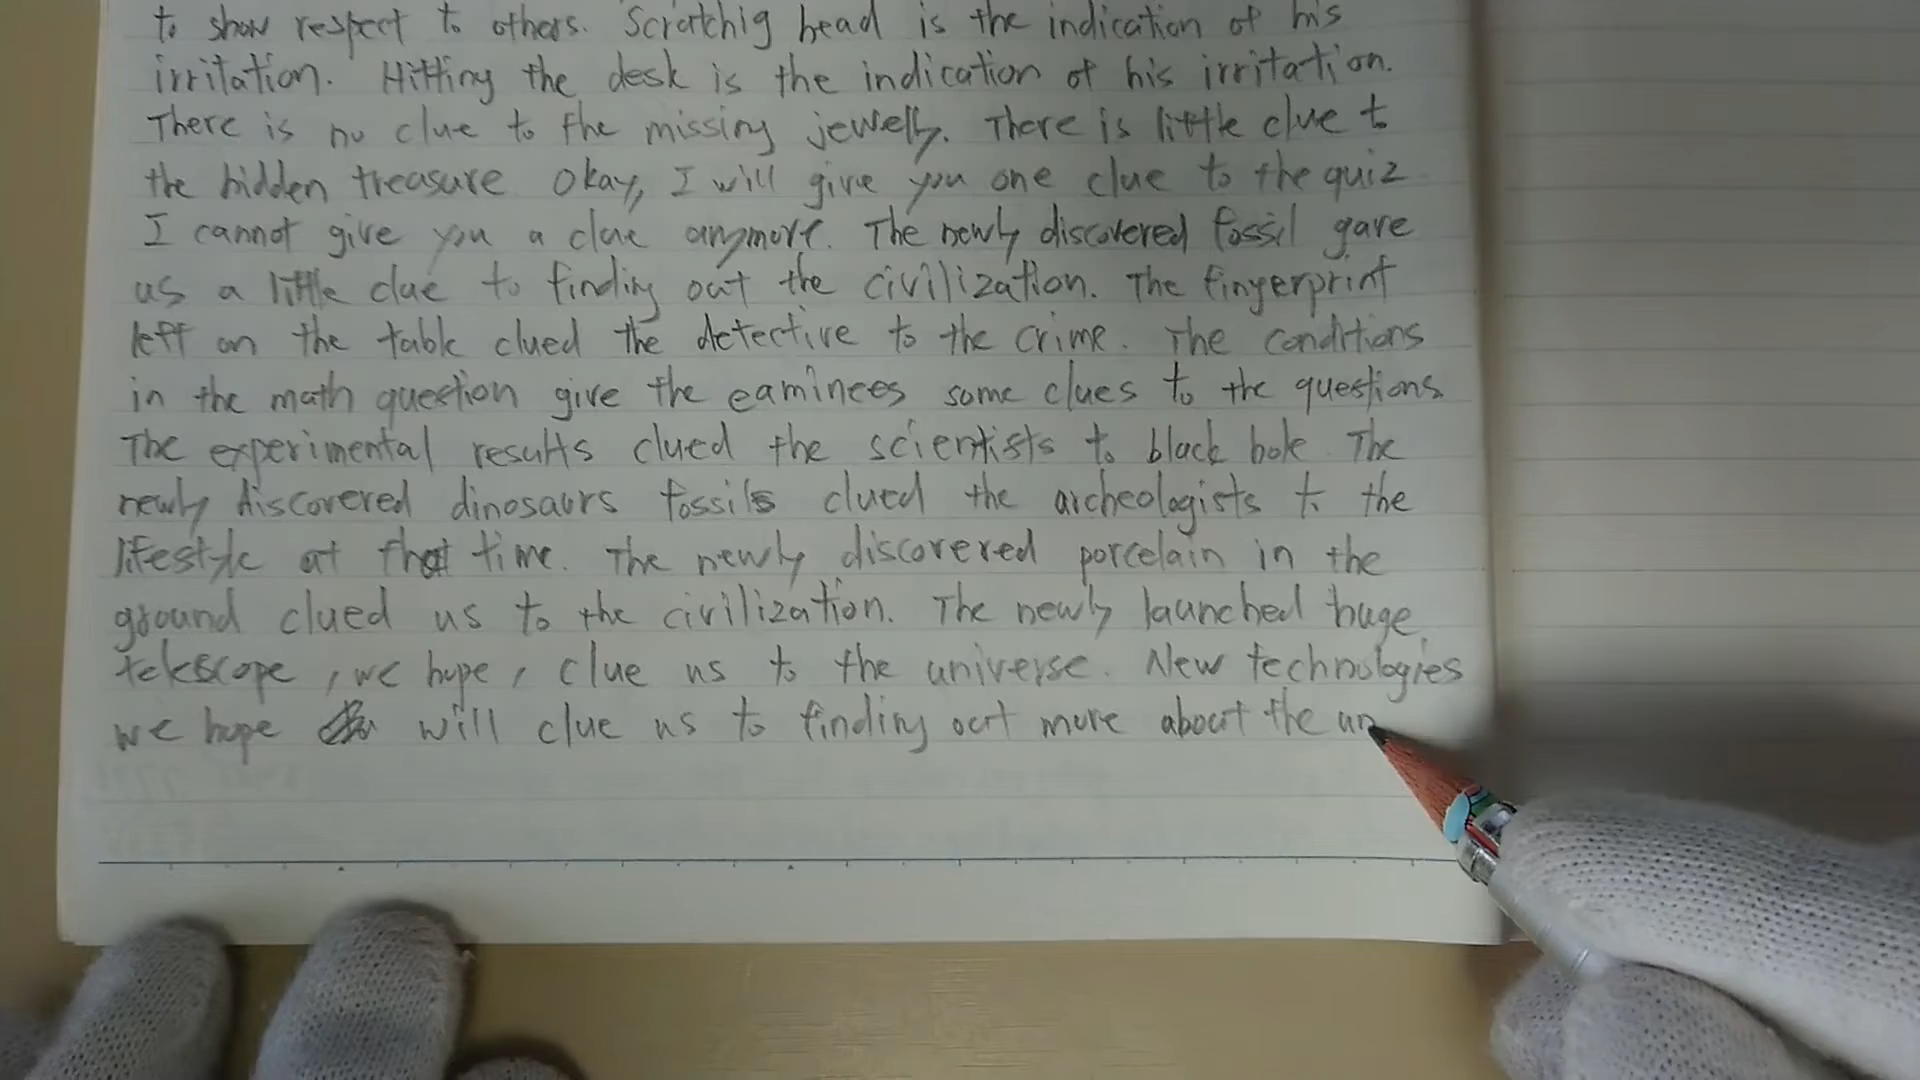 to show respect to others. Scratchig head is the indication of his
irritation. Hitting the desk is the indication of his irritation.
There is no clue to the missing jewelly. There is little clue to
the hidden treasure Okay, I will give you one clue to the quiz
I cannot give you a clue anymore. The newly discovered fossil gave
us a little clue to finding out the civilization. The fingerprint
left on the table clued the detective to the crime. The conditions
in the math question give the eaminees some clues to the questions
The experimental results clued the scientists to black hole. The
newly discovered dinosaurs fossils clued the archeologists to the
lifestyle at that time. The newly discovered porcelain in the
ground clued us to the civilization. The newly launched huge
telescope, we hope, clue us to the universe. New technologies
we hope will clue us to finding out more about the un